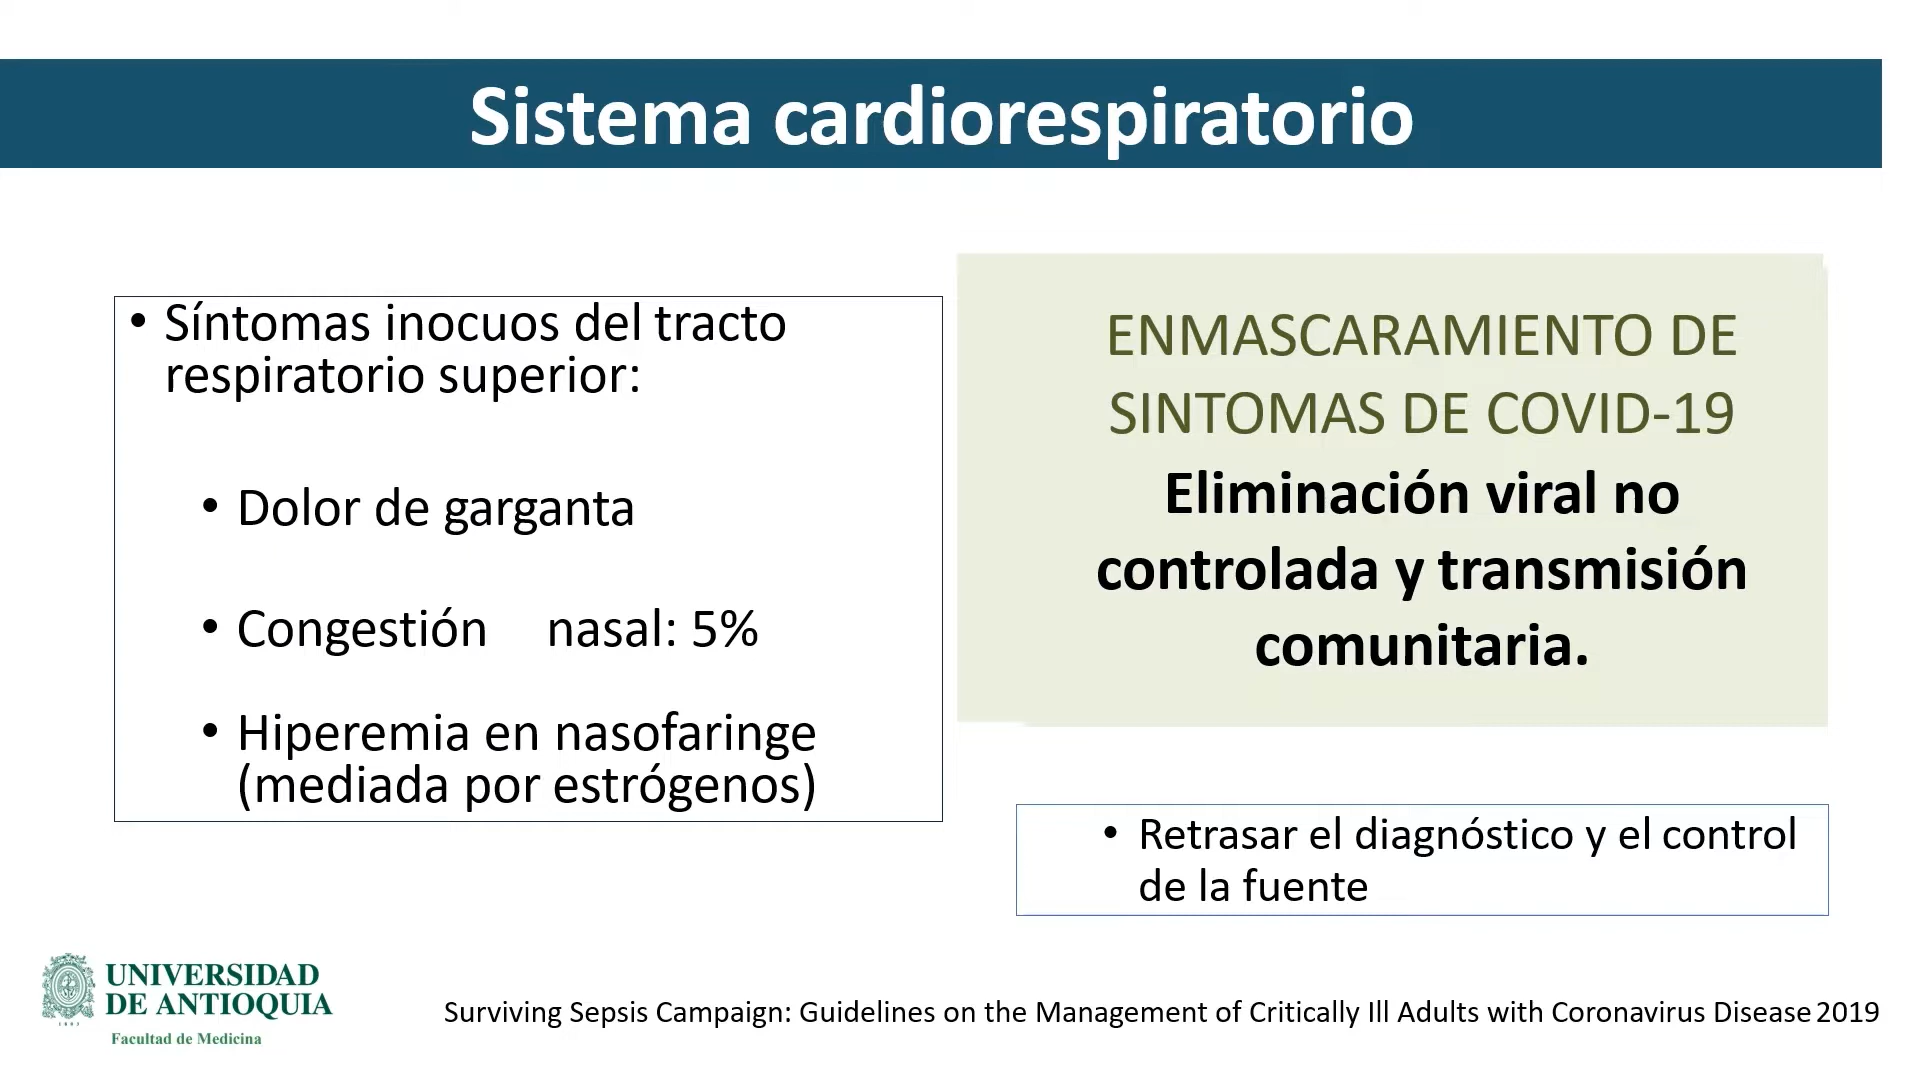 Sistema cardiorespiratorio
• Síntomas inocuos del tracto
respiratorio superior:
• Dolor de garganta
• Congestión nasal: 5%
• Hiperemia en nasofaringe
(mediada por estrógenos)
ENMASCARAMIENTO DE
SINTOMAS DE COVID-19
Eliminación viral no
controlada y transmisión
comunitaria.
• Retrasar el diagnóstico y el control
de la fuente
UNIVERSIDAD
DE ANTIOQUIA
1803
Facultad de Medicina
Surviving Sepsis Campaign: Guidelines on the Management of Critically Ill Adults with Coronavirus Disease 2019